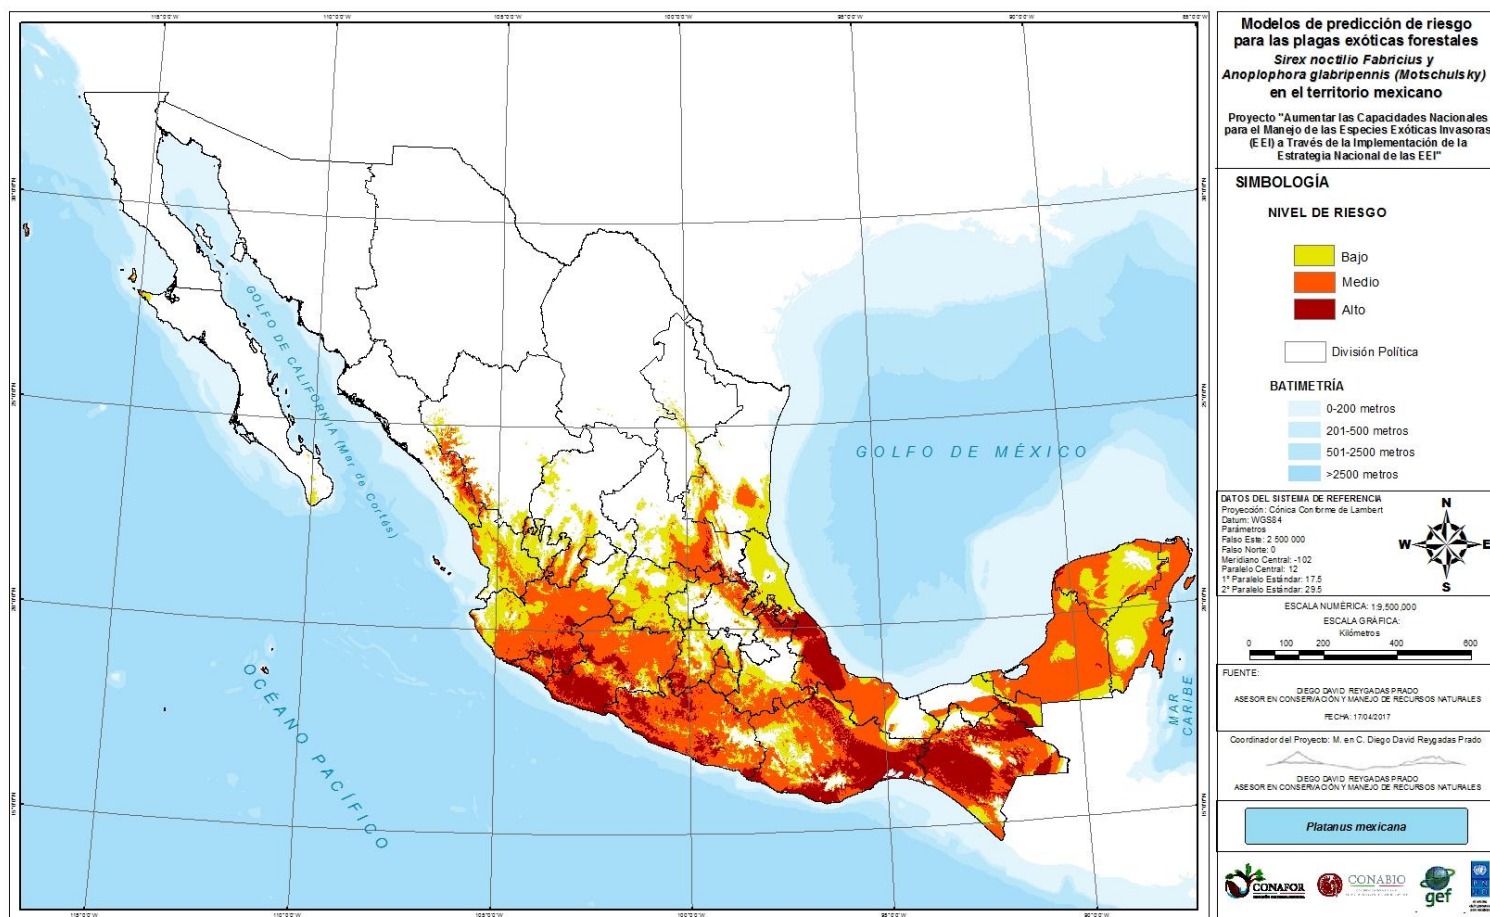 Modelos de predicción de riesgo
para las plagas exóticas forestales
Sirex noctilio Fabricius y
Anoplophora glabripennis (Motschulsky)
en el territorio mexicano
Proyecto "Aumentar las Capacidades Nacionales
para el Manejo de las Especies Exóticas Invasoras
(EEI) a Través de la Implementación de la
Estrategia Nacional de las EEI"
SIMBOLOGÍA
NIVEL DE RIESGO
Bajo
Medio
Alto
División Política
BATIMETRÍA
0-200 metros
201-500 metros
501-2500 metros
>2500 metros
DATOS DEL SISTEMA DE REFERENCIA
Proyección: Cónica Conforme de Lambert
Datum: WGS84
Parámetros
Falso Este: 2 500 000
Falso Norte: 0
Meridiano Central: -102
Paralelo Central: 12
1° Paralelo Estándar: 17.5
2° Paralelo Estándar: 29.5
N
W
E
S
ESCALA NUMÉRICA: 1:9,500,000
ESCALA GRÁFICA:
Kilómetros
0 100 200 400 600
FUENTE:
DIEGO DAVID REYGADAS PRADO
ASESOR EN CONSERVACIÓN Y MANEJO DE RECURSOS NATURALES
FECHA: 17/04/2017
Coordinador del Proyecto: M. en C. Diego David Reygadas Prado
DIEGO DAVID REYGADAS PRADO
ASESOR EN CONSERVACIÓN Y MANEJO DE RECURSOS NATURALES
Platanus mexicana
CONAFOR
CONABIO
gef
GOLFO DE CALIFORNIA (Mar de Cortés)
GOLFO DE MÉXICO
OCÉANO PACÍFICO
MAR
CARIBE